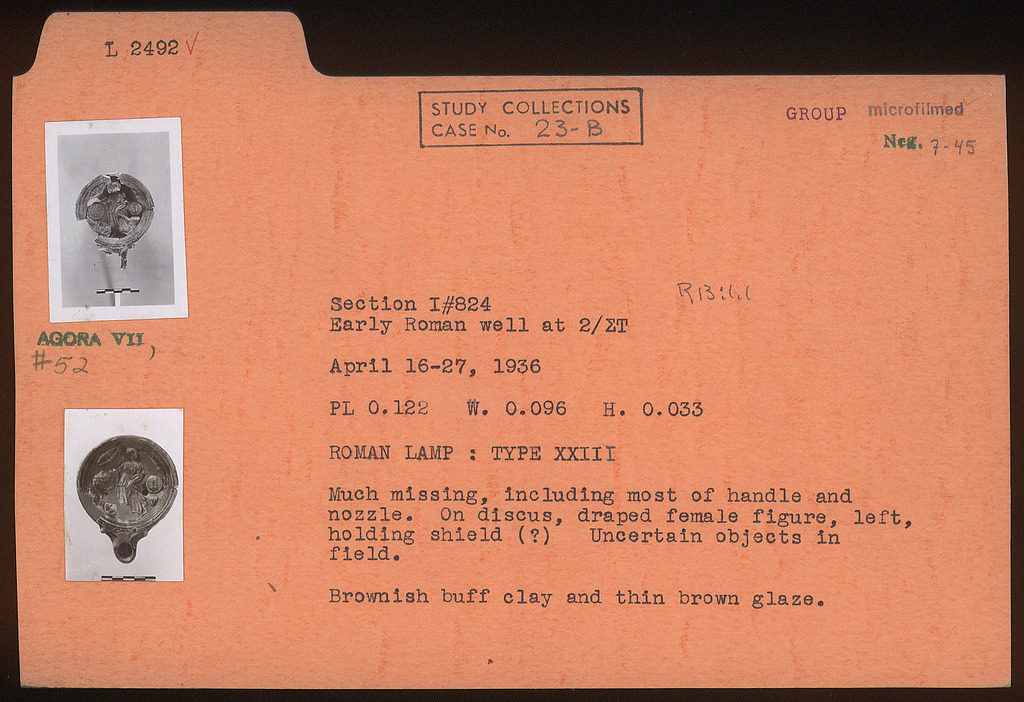 L 2492 √
STUDY COLLECTIONS
CASE No. 23-B
GROUP microfilmed
Neg. 7-45
AGORA VII,
#52
Section I#824
Early Roman well at 2/ΣΤ
April 16-27, 1936
PL 0.122 W. 0.096 H. 0.033
ROMAN LAMP : TYPE XXIII
Much missing, including most of handle and
nozzle. On discus, draped female figure, left,
holding shield (?) Uncertain objects in
field.
Brownish buff clay and thin brown glaze.